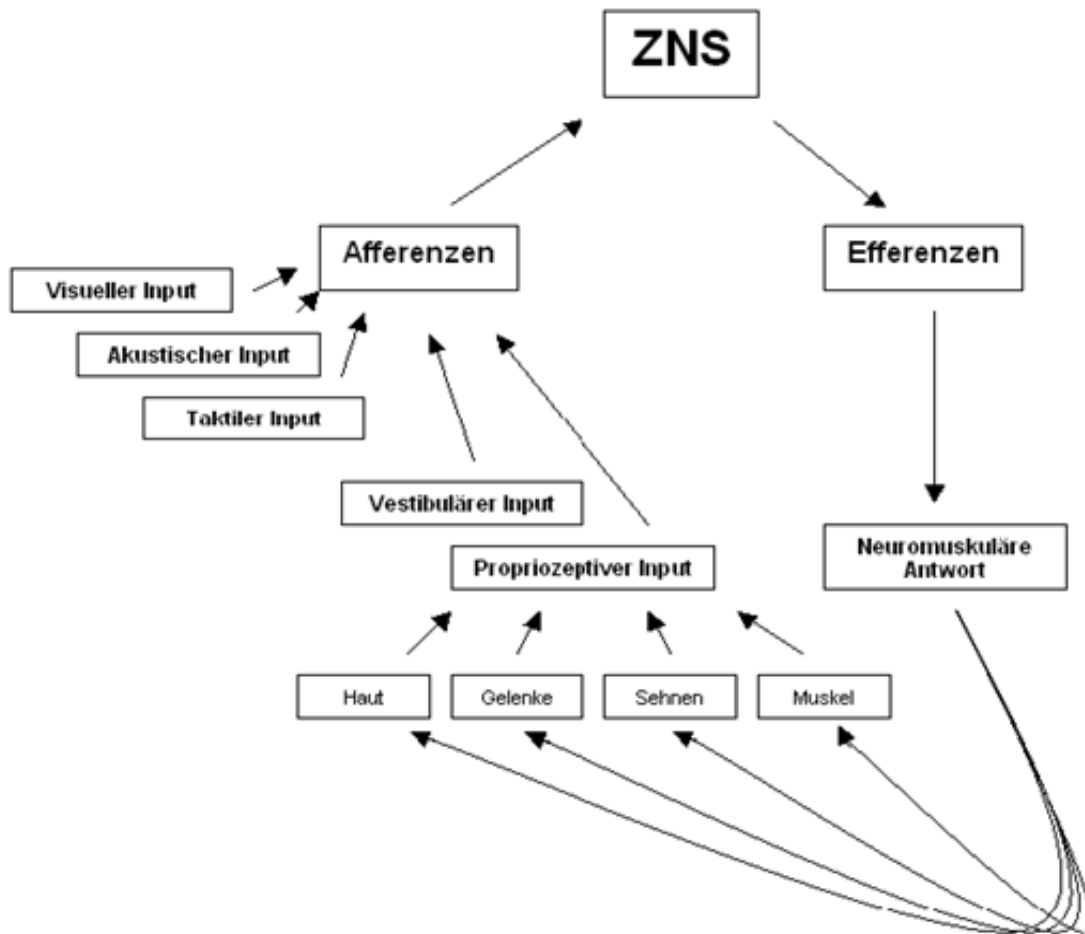 ZNS
Afferenzen
Efferenzen
Visueller Input
Akustischer Input
Taktiler Input
Vestibulärer Input
Propriozeptiver Input
Neuromuskuläre
Antwort
Haut
Gelenke
Sehnen
Muskel